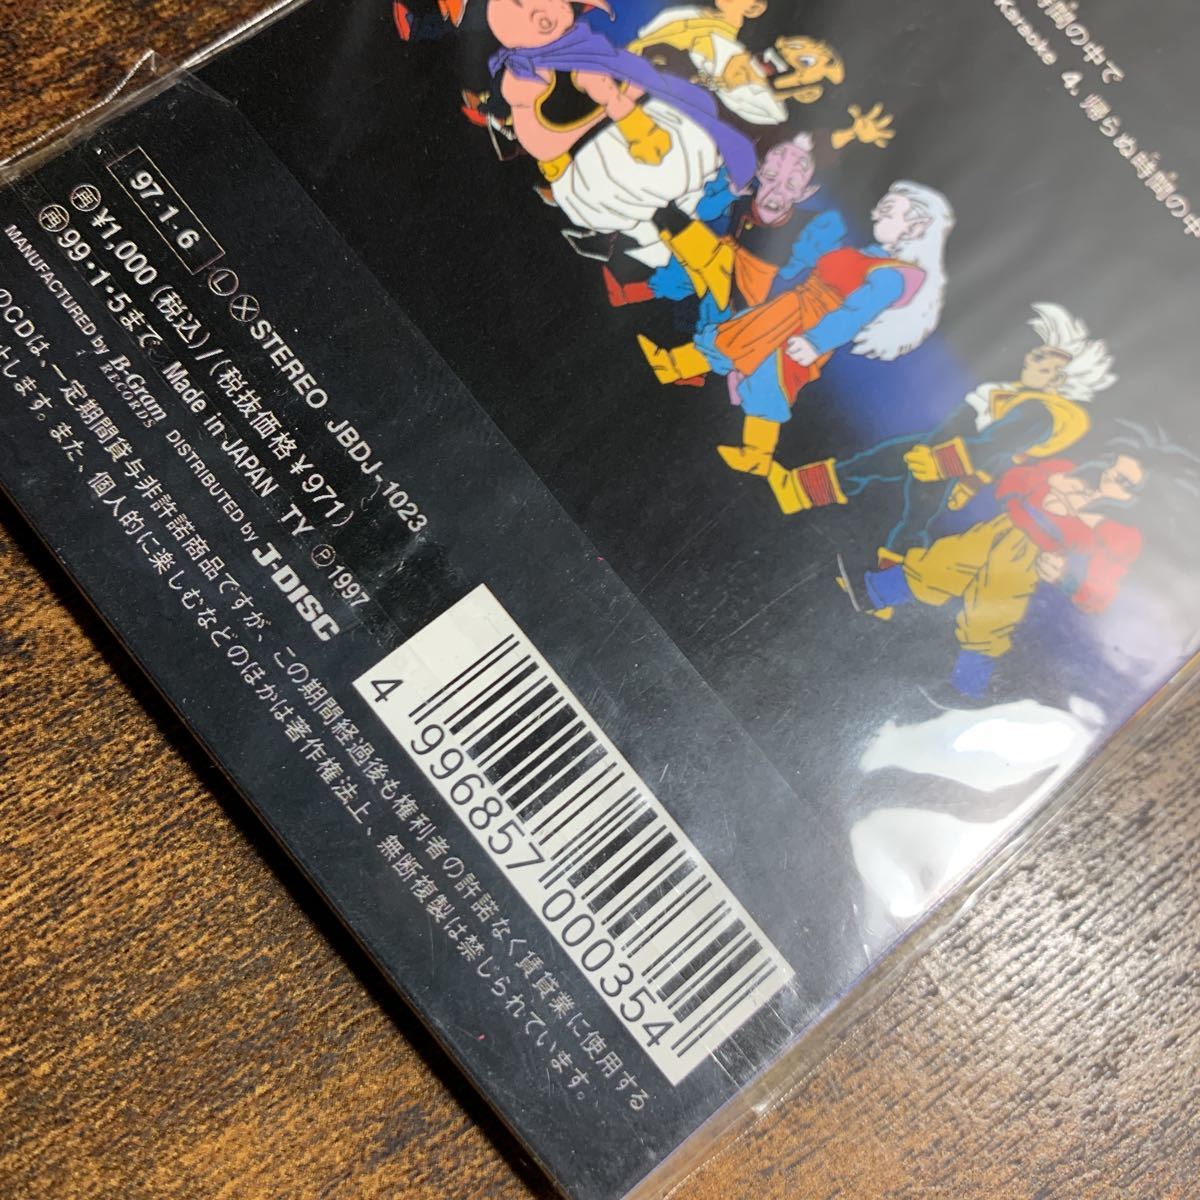 時間の中で
Karaoke 4. 帰らぬ時間の中
97・1・6
Ⓛ Ⓧ STEREO JBDJ-1023
㋐¥1,000 (税込)/(税抜価格¥971) Ⓟ1997
99・1・5まで Made in JAPAN TY
MANUFACTURED by B-Gram RECORDS DISTRIBUTED by J-DISC
のCDは、一定期間貸与非許諾商品ですが、この期間経過後も権利者の許諾なく賃貸業に使用する
止します。また、個人的に楽しむなどのほかは著作権法上、無断複製は禁じられています。
4 996857 000354